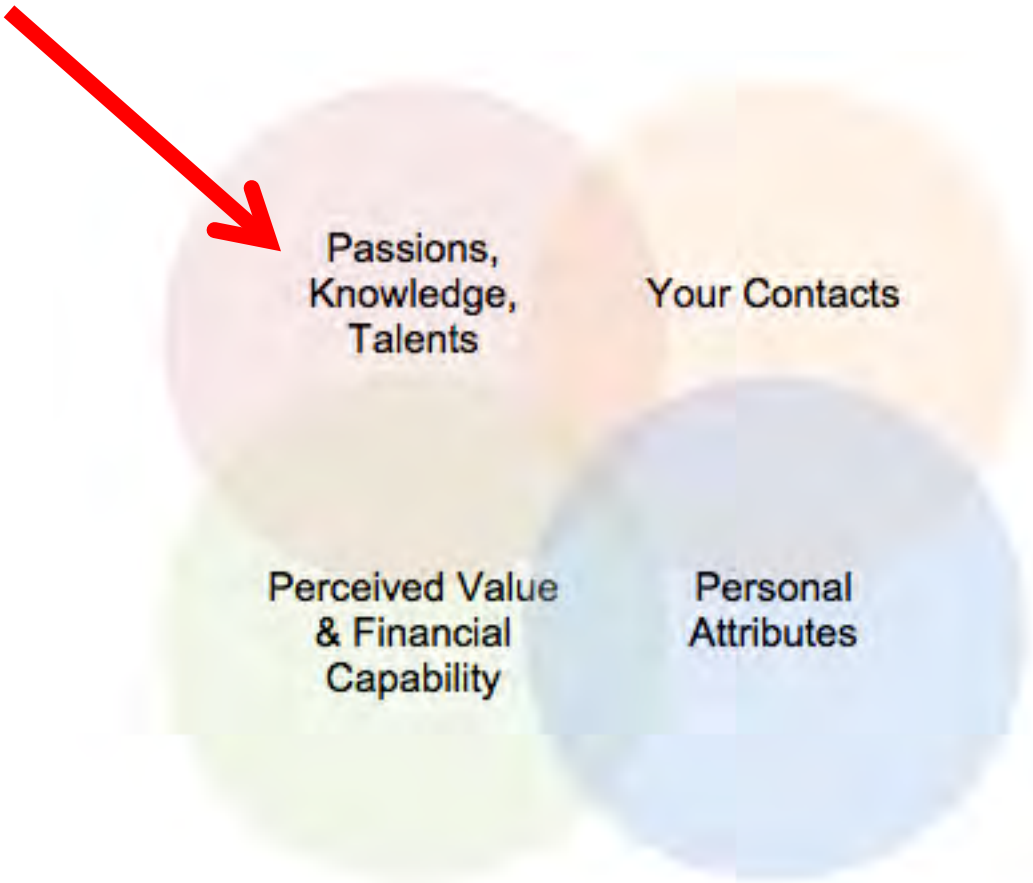 Passions,
Knowledge,
Talents
Your Contacts
Perceived Value
& Financial
Capability
Personal
Attributes